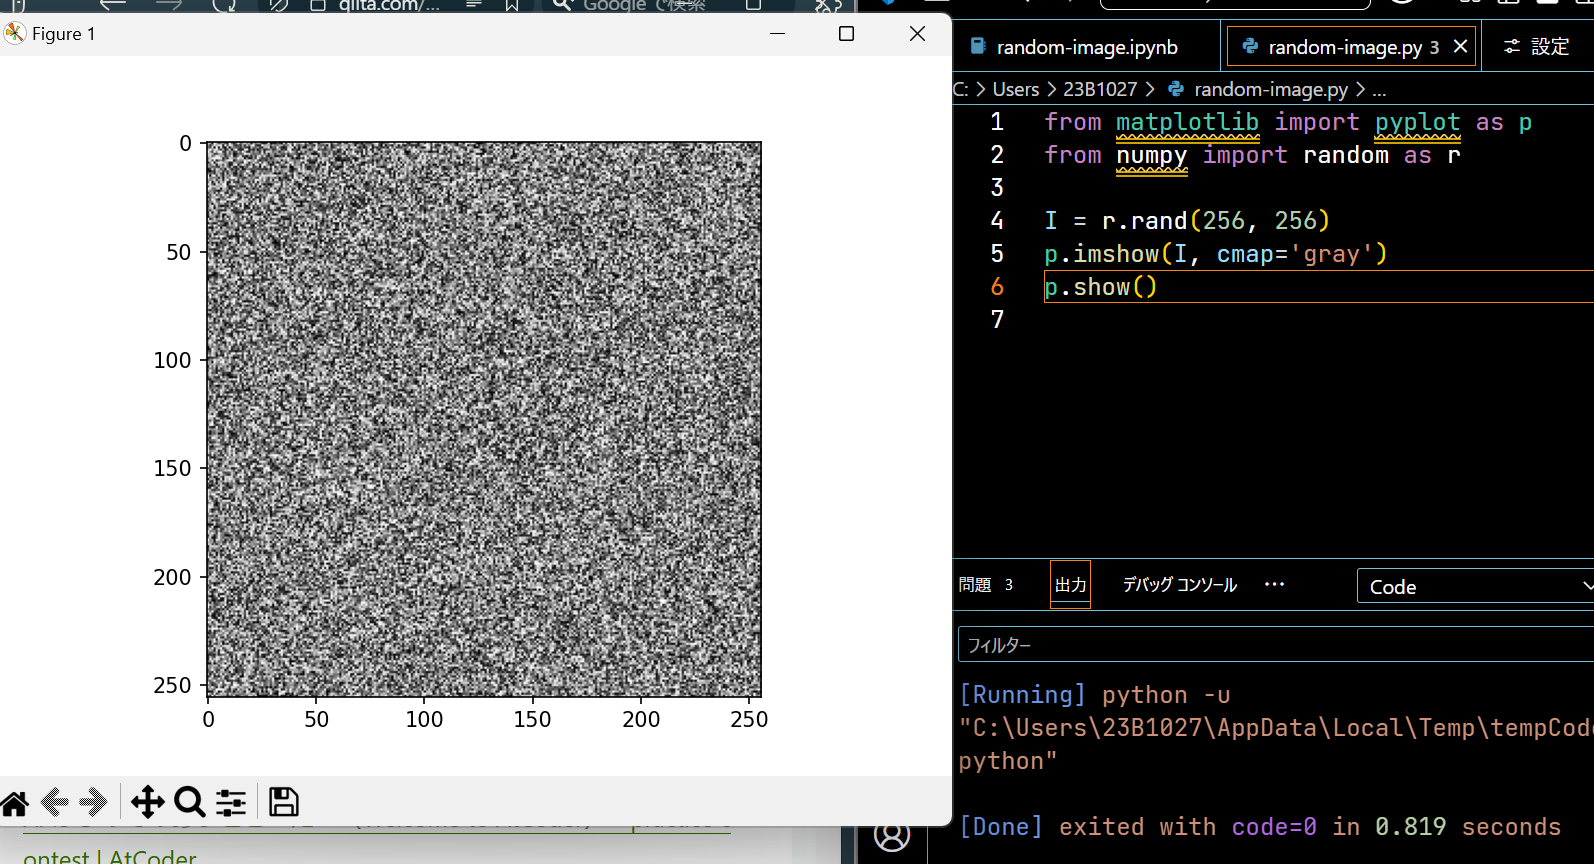 qiita.com/...
Google で検索
Figure 1
0
50
100
150
200
250
0 50 100 150 200 250
ontest | AtCoder
random-image.ipynb
random-image.py 3
設定
C: > Users > 23B1027 > random-image.py > ...
1 from matplotlib import pyplot as p
2 from numpy import random as r
3
4 I = r.rand(256, 256)
5 p.imshow(I, cmap='gray')
6 p.show()
7
問題 3 出力 デバッグ コンソール ··· Code
フィルター
[Running] python -u
"C:\Users\23B1027\AppData\Local\Temp\tempCod
python"
[Done] exited with code=0 in 0.819 seconds